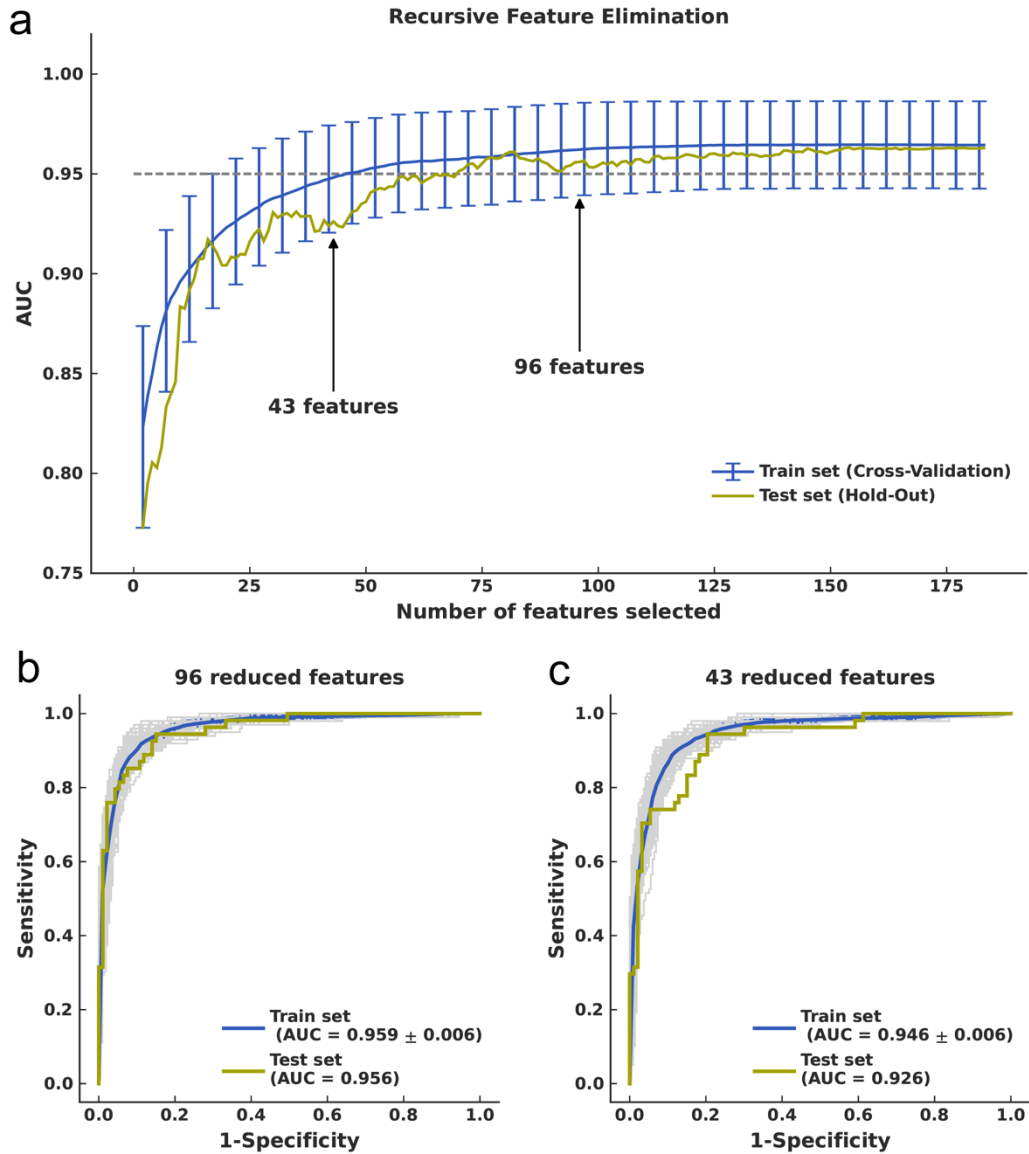 a
Recursive Feature Elimination
1.00
0.95
0.90
0.85
0.80
0.75
AUC
43 features
96 features
Train set (Cross-Validation)
Test set (Hold-Out)
0
25
50
75
100
125
150
175
Number of features selected
b
96 reduced features
1.0
0.8
0.6
0.4
0.2
0.0
Sensitivity
Train set
(AUC = 0.959 ± 0.006)
Test set
(AUC = 0.956)
0.0
0.2
0.4
0.6
0.8
1.0
1-Specificity
c
43 reduced features
1.0
0.8
0.6
0.4
0.2
0.0
Sensitivity
Train set
(AUC = 0.946 ± 0.006)
Test set
(AUC = 0.926)
0.0
0.2
0.4
0.6
0.8
1.0
1-Specificity